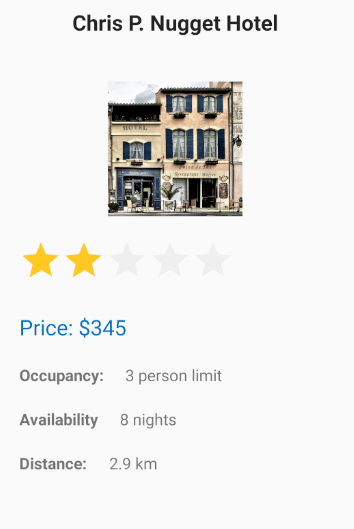 Chris P. Nugget Hotel
HOTEL
Price: $345
Occupancy: 3 person limit
Availability 8 nights
Distance: 2.9 km